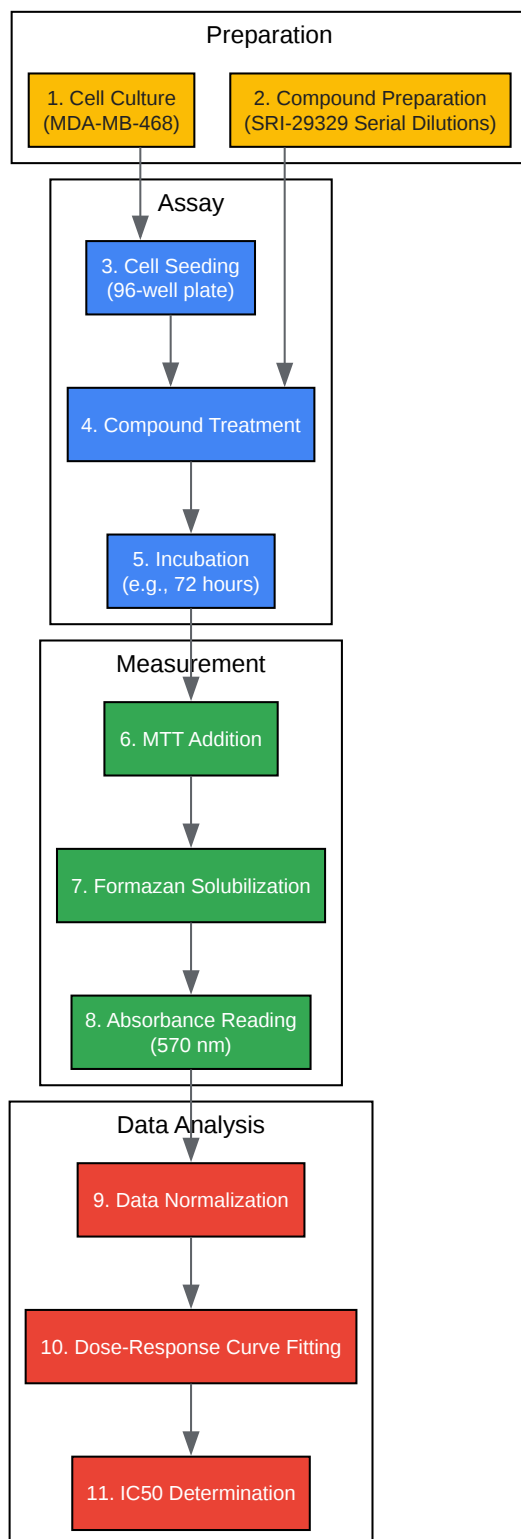 Preparation
1. Cell Culture
(MDA-MB-468)
2. Compound Preparation
(SRI-29329 Serial Dilutions)
Assay
3. Cell Seeding
(96-well plate)
4. Compound Treatment
5. Incubation
(e.g., 72 hours)
Measurement
6. MTT Addition
7. Formazan Solubilization
8. Absorbance Reading
(570 nm)
Data Analysis
9. Data Normalization
10. Dose-Response Curve Fitting
11. IC50 Determination